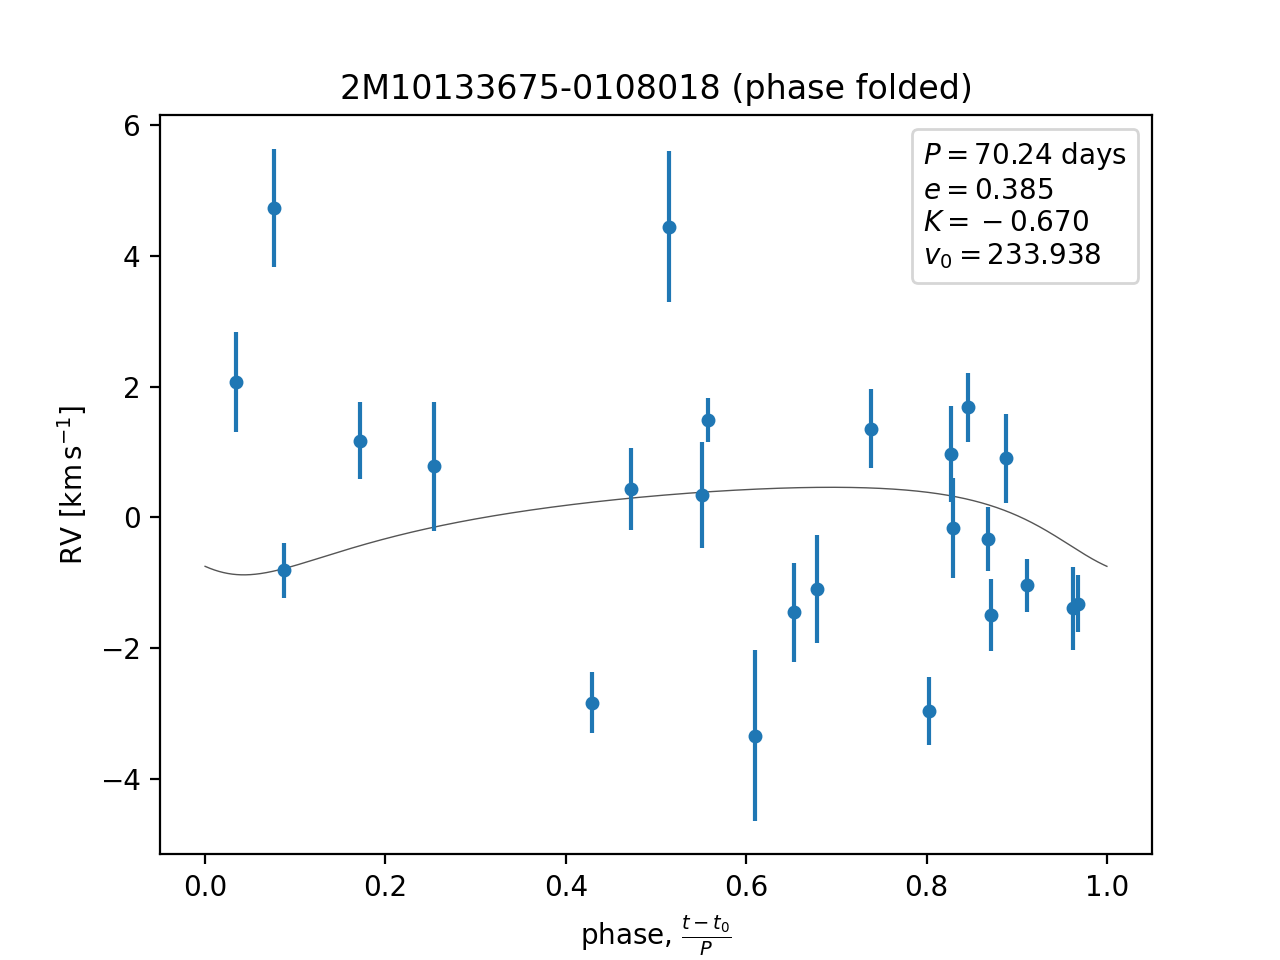 2M10133675-0108018 (phase folded)
P = 70.24 days
e = 0.385
K = −0.670
v₀ = 233.938
6
4
2
0
−2
−4
RV [km s⁻¹]
0.0 0.2 0.4 0.6 0.8 1.0
phase, (t − t₀)/P